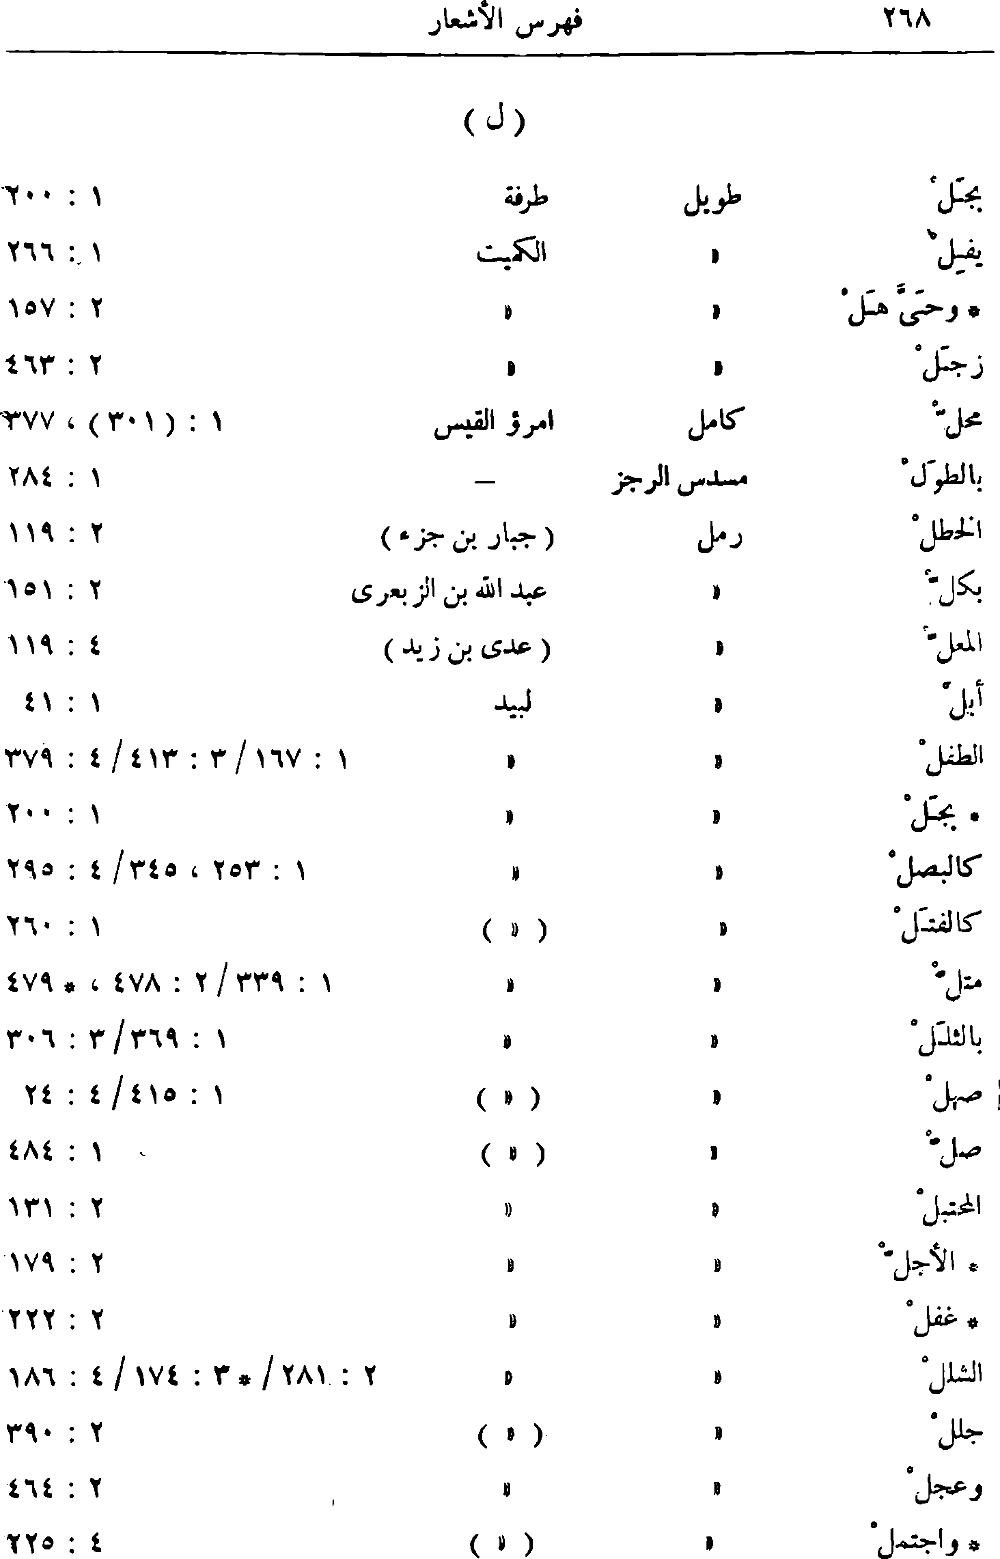 ٢٦٨ فهرس الأشعار
( ل )
بجَلْ طويل طرفة ١ : ٢٠٠
يفِيلْ » الكميت ١ : ٢٦٦
* وحَىَّ هَلْ » » ٢ : ١٥٧
زجَلْ » » ٢ : ٤٦٣
محلّْ كامل امرؤ القيس ١ : ( ٣٠١ ) ، ٣٧٧
بالطوَلْ مسدس الرجز — ١ : ٢٨٤
الخطلْ رمل ( جبار بن جزء ) ٢ : ١١٩
بكلّْ » عبد الله بن الزبعرى ٢ : ١٥١
المعلّْ » ( عدى بن زيد ) ٤ : ١١٩
أبلْ » لبيد ١ : ٤١
الطفلْ » » ١ : ١٦٧/ ٣ : ٤١٣/ ٤ : ٣٧٩
* بجَلْ » » ١ : ٢٠٠
كالبصلْ » » ١ : ٢٥٣ ، ٣٤٥/ ٤ : ٢٩٥
كالفتَلْ » ( » ) ١ : ٢٦٠
متلّْ » » ١ : ٣٣٩/ ٢ : ٤٧٨ ، * ٤٧٩
بالثلَلْ » » ١ : ٣٦٩/ ٣ : ٣٠٦
صهلْ » ( » ) ١ : ٤١٥/ ٤ : ٢٤
صلّْ » ( » ) ١ : ٤٨٤
المحتبلْ » » ٢ : ١٣١
* الأجلّْ » » ٢ : ١٧٩
* غفلْ » » ٢ : ٢٢٢
الشللْ » » ٢ : ٢٨١/ * ٣ : ١٧٤/ ٤ : ١٨٦
جللْ » ( » ) ٢ : ٣٩٠
وعجلْ » » ٢ : ٤٦٤
* واجتملْ » ( » ) ٤ : ٢٢٥